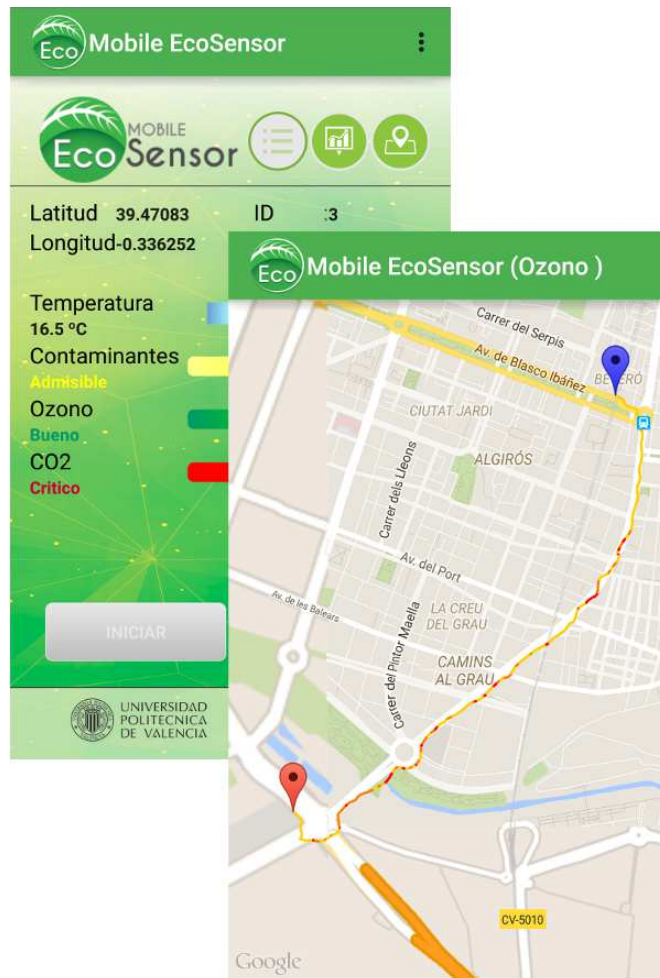 Eco Mobile EcoSensor
MOBILE
Eco Sensor
Latitud 39.47083 ID :3
Longitud-0.336252
Temperatura
16.5 ºC
Contaminantes
Admisible
Ozono
Bueno
CO2
Critico
INICIAR
UNIVERSIDAD
POLITECNICA
DE VALENCIA
Eco Mobile EcoSensor (Ozono )
Carrer del Serpis
Av. de Blasco Ibáñez
CIUTAT JARDI
ALGIRÓS
Carrer dels Lleons
Av. del Port
Av. de les Balears
LA CREU
DEL GRAU
Carrer del Pintor Maella
CAMINS
AL GRAU
CV-5010
Google